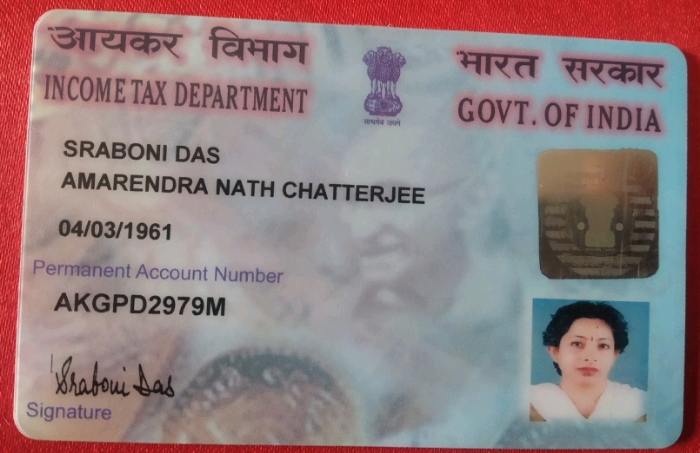 आयकर विभाग
INCOME TAX DEPARTMENT
सत्यमेव जयते
भारत सरकार
GOVT. OF INDIA
SRABONI DAS
AMARENDRA NATH CHATTERJEE
04/03/1961
Permanent Account Number
AKGPD2979M
Sraboni Das
Signature